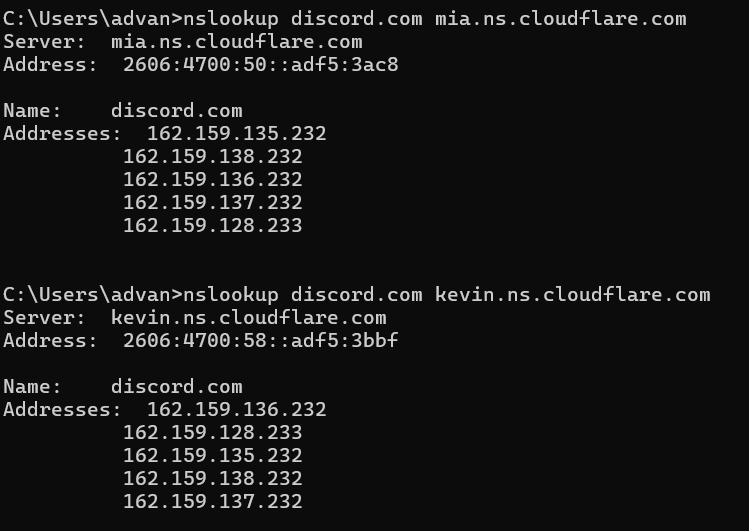 C:\Users\advan>nslookup discord.com mia.ns.cloudflare.com
Server:  mia.ns.cloudflare.com
Address:  2606:4700:50::adf5:3ac8

Name:    discord.com
Addresses:  162.159.135.232
          162.159.138.232
          162.159.136.232
          162.159.137.232
          162.159.128.233


C:\Users\advan>nslookup discord.com kevin.ns.cloudflare.com
Server:  kevin.ns.cloudflare.com
Address:  2606:4700:58::adf5:3bbf

Name:    discord.com
Addresses:  162.159.136.232
          162.159.128.233
          162.159.135.232
          162.159.138.232
          162.159.137.232